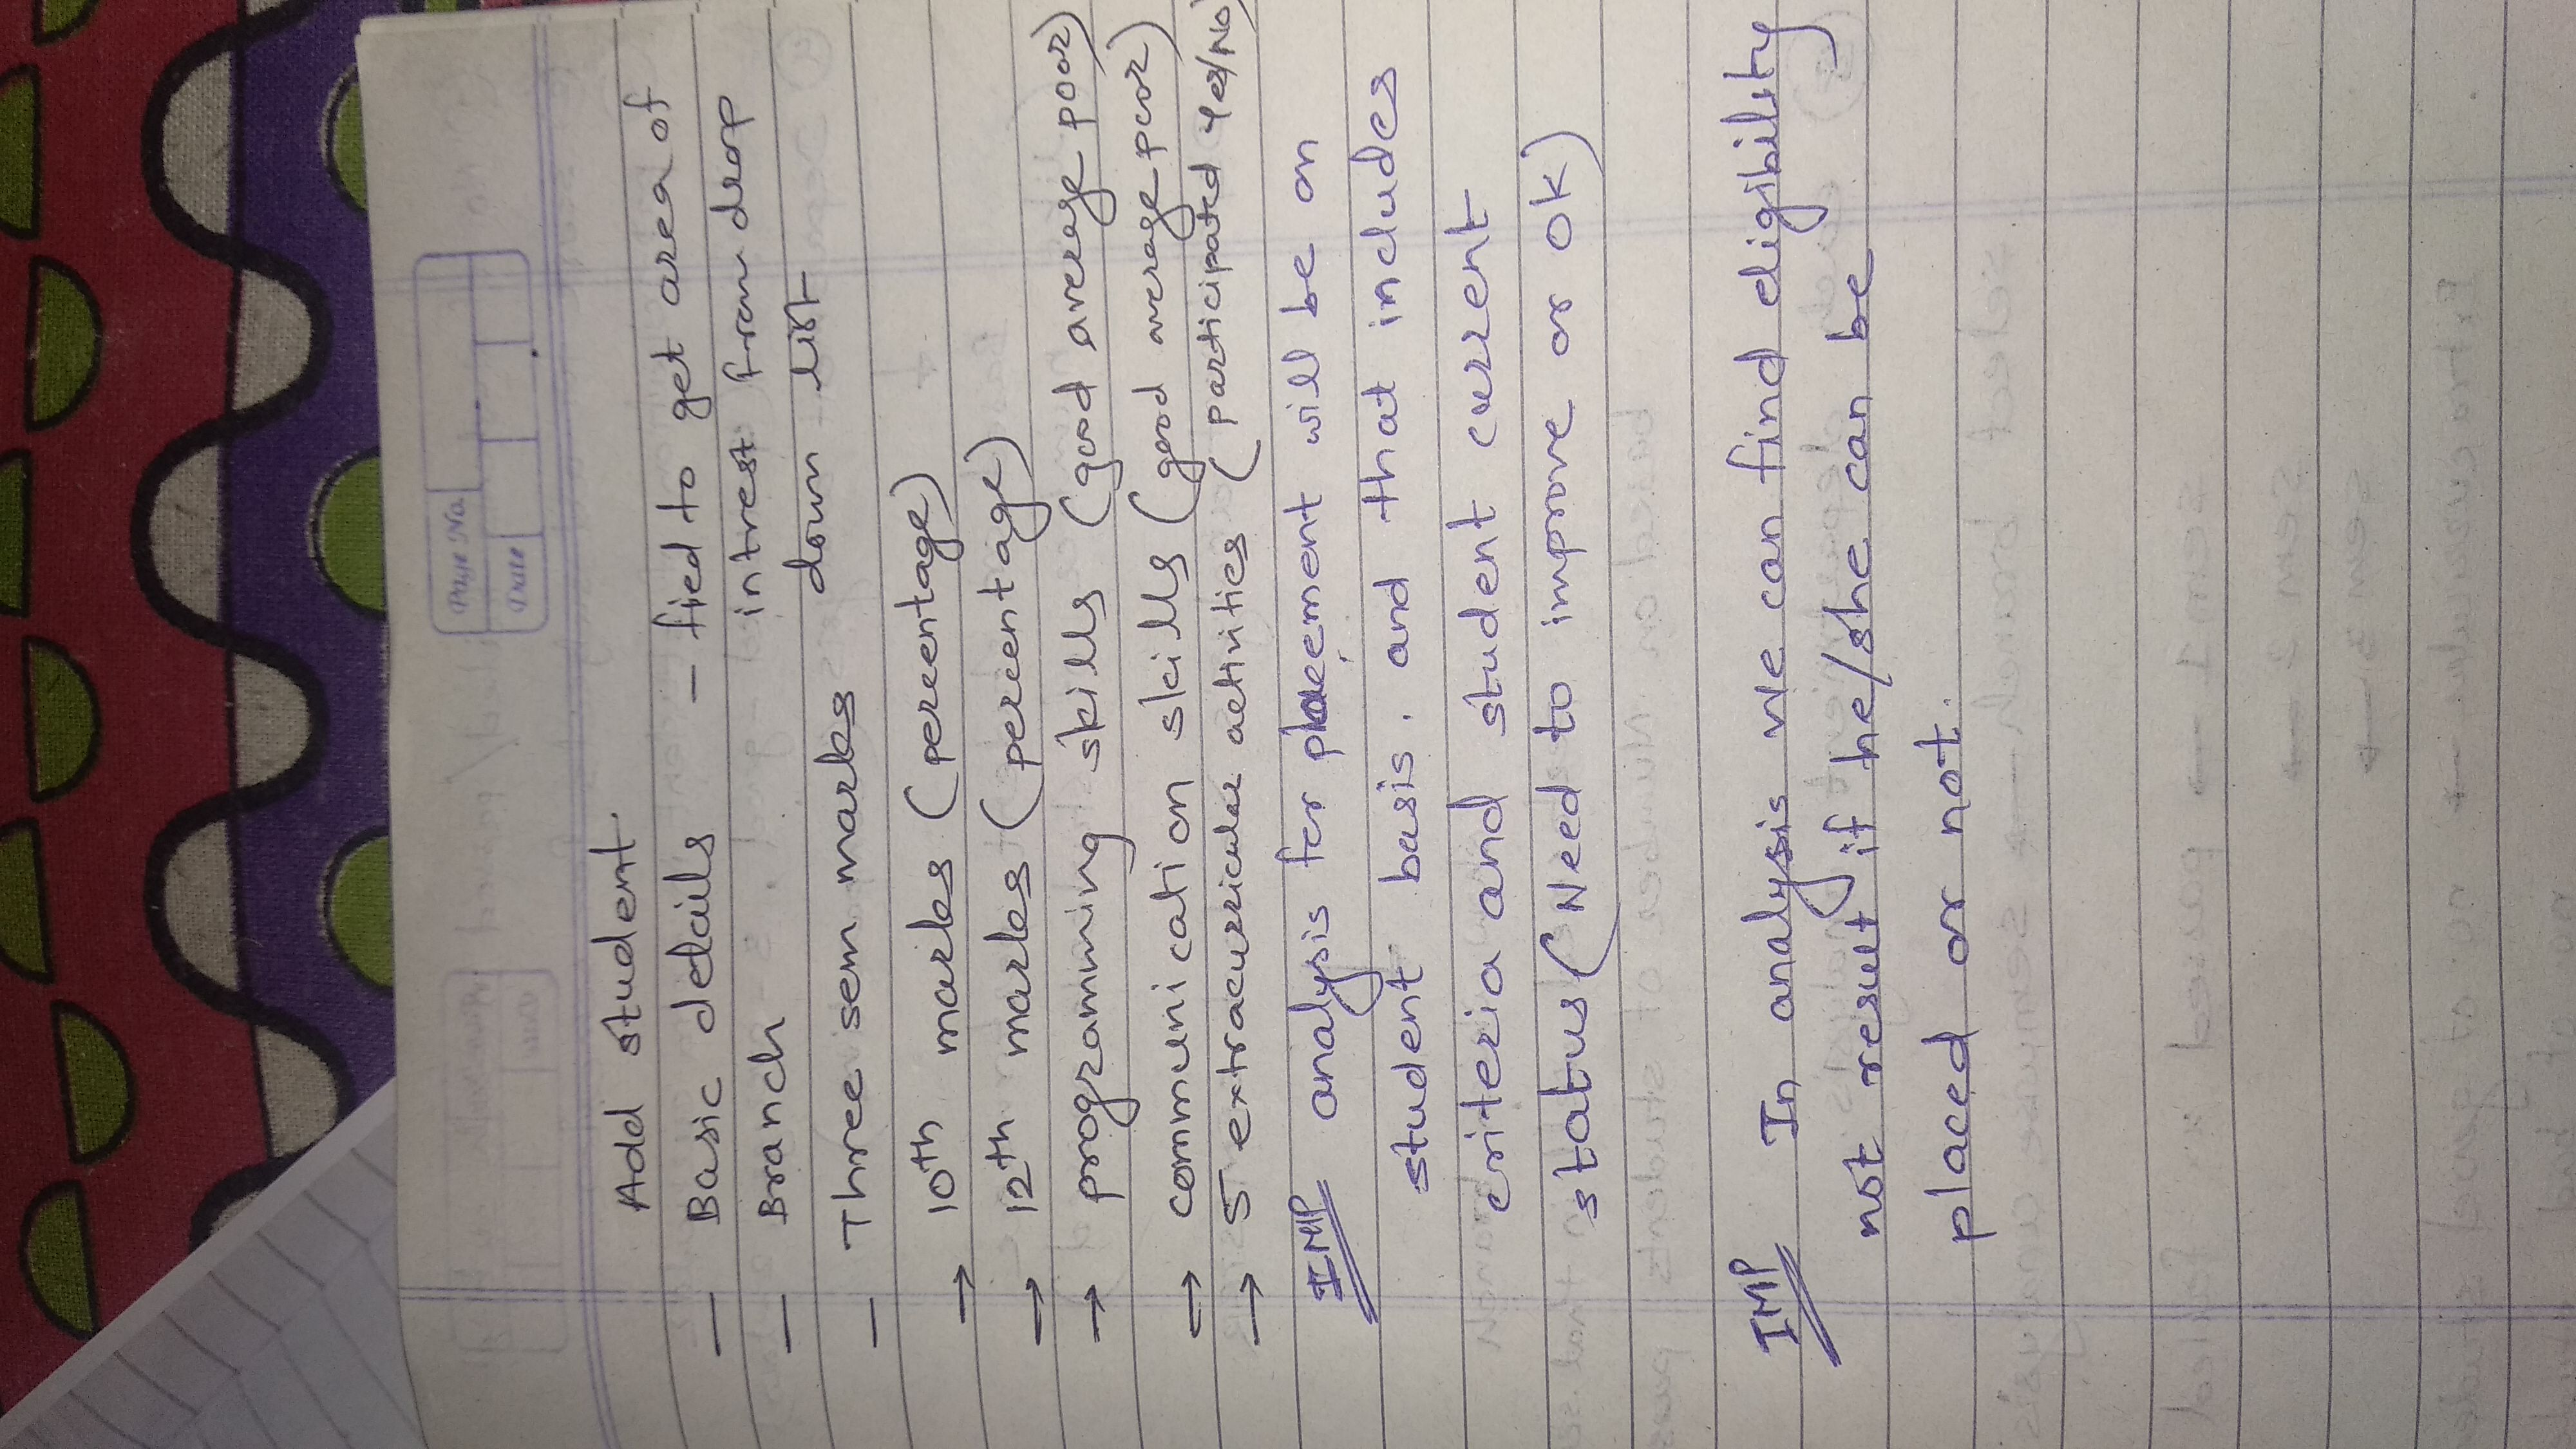 Page No.
Date
Add student.
— Basic details
— Branch
— Three sem marks
— fied to get area of
intrest from drop
down list
→ 10th marks (percentage)
→ 12th marks (percentage)
→ programming skills (good average poor)
→ communication skills (good average poor)
→ 5 extracurricular activities (participated Yes/No)
IMP analysis for placement will be on
student basis. and that includes
criteria and student current
status (Need to improve or OK)
IMP In analysis we can find eligibility
not result if he/she can be
placed or not.